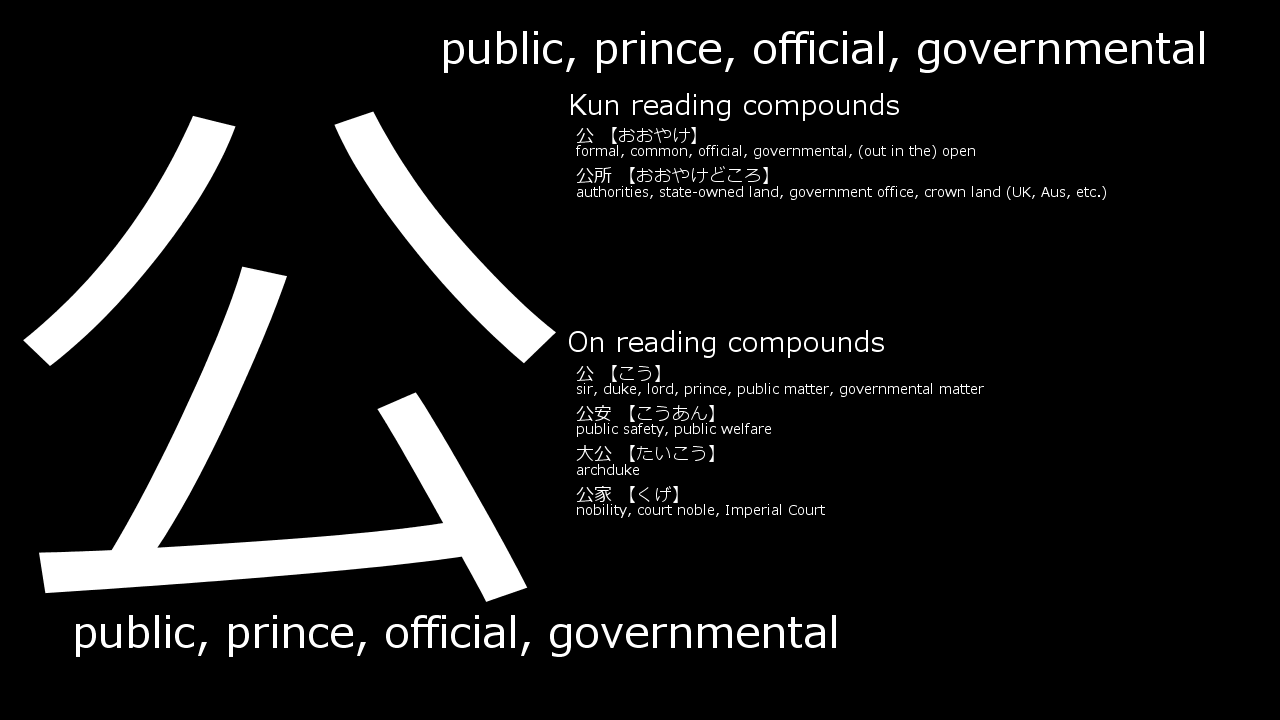 public, prince, official, governmental
公
Kun reading compounds
公 【おおやけ】
formal, common, official, governmental, (out in the) open
公所 【おおやけどころ】
authorities, state-owned land, government office, crown land (UK, Aus, etc.)
On reading compounds
公 【こう】
sir, duke, lord, prince, public matter, governmental matter
公安 【こうあん】
public safety, public welfare
大公 【たいこう】
archduke
公家 【くげ】
nobility, court noble, Imperial Court
public, prince, official, governmental